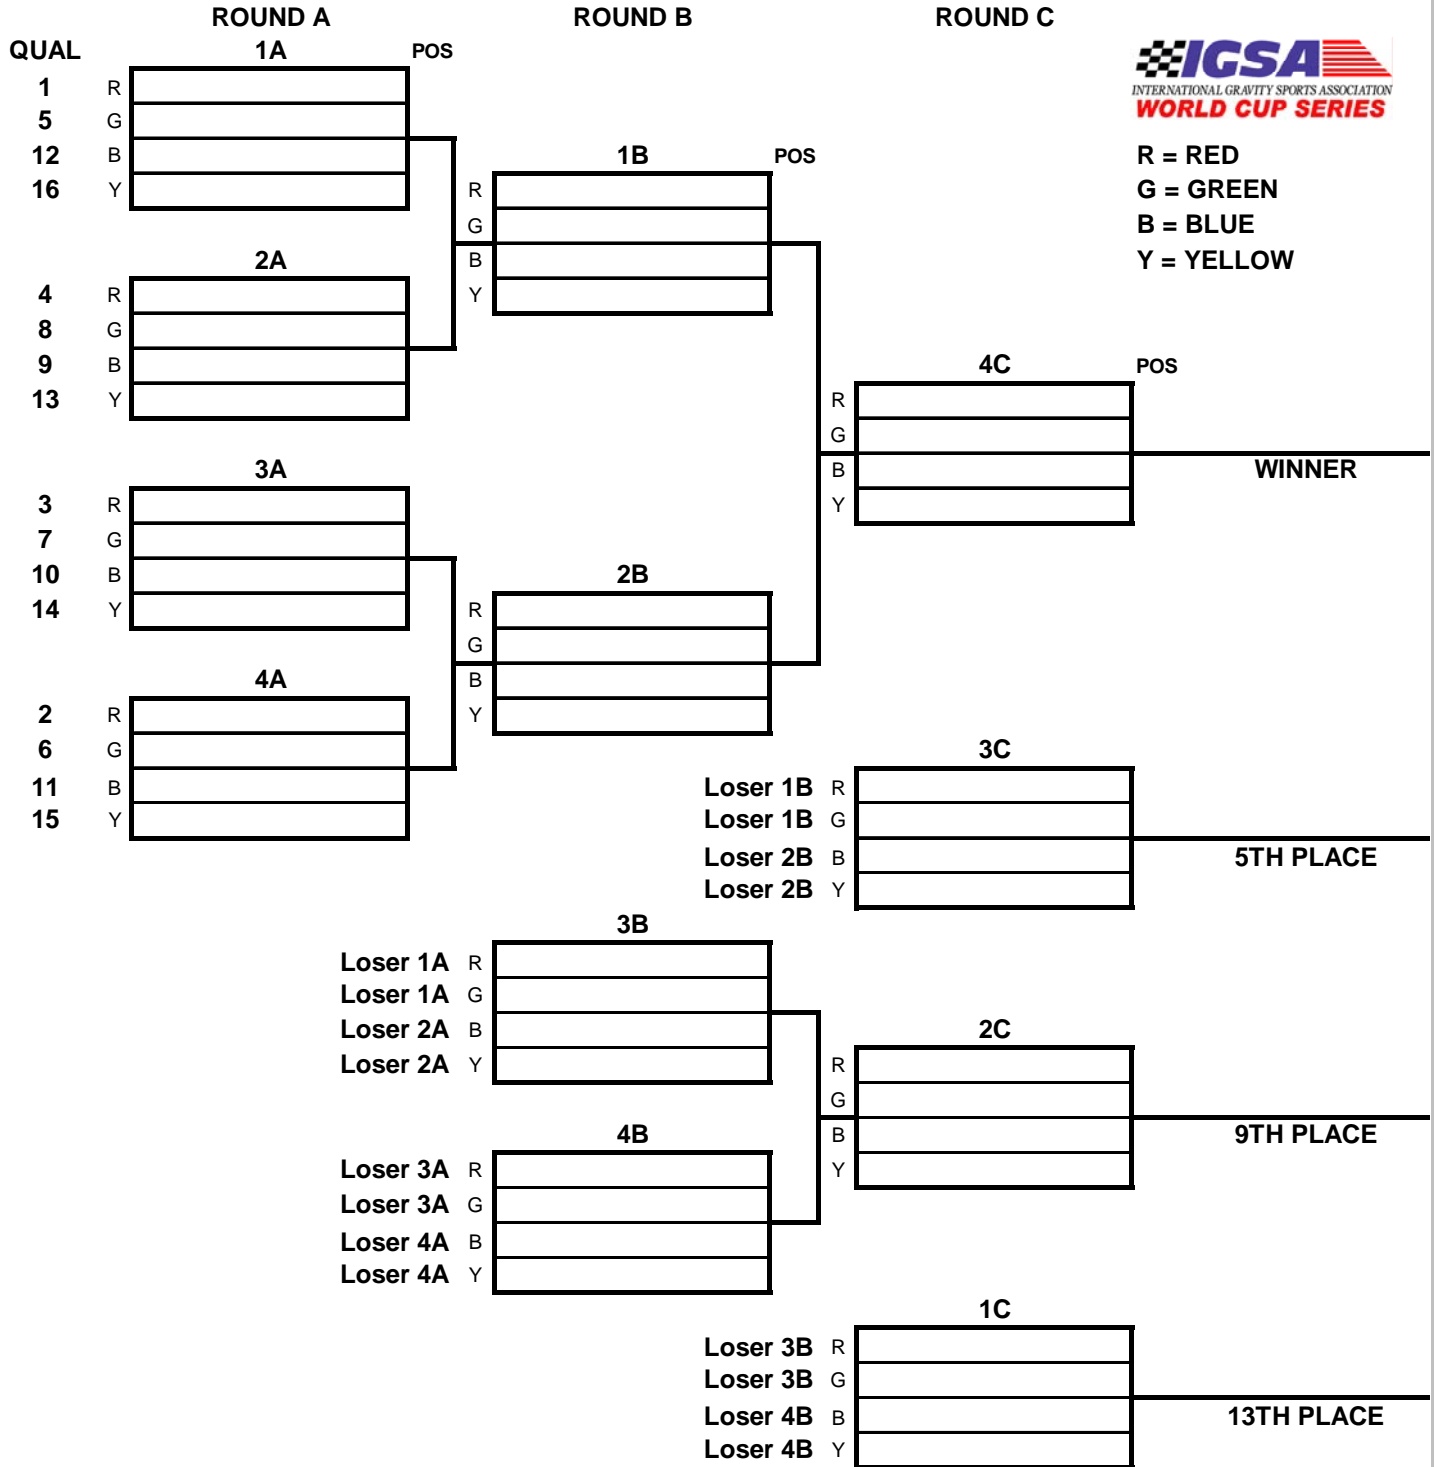 ROUND A ROUND B ROUND C
QUAL 1A POS
1 R
5 G
12 B
16 Y
2A
4 R
8 G
9 B
13 Y
3A
3 R
7 G
10 B
14 Y
4A
2 R
6 G
11 B
15 Y
1B POS
R
G
B
Y
2B
R
G
B
Y
3B
Loser 1A R
Loser 1A G
Loser 2A B
Loser 2A Y
4B
Loser 3A R
Loser 3A G
Loser 4A B
Loser 4A Y
IGSA
INTERNATIONAL GRAVITY SPORTS ASSOCIATION
WORLD CUP SERIES
R = RED
G = GREEN
B = BLUE
Y = YELLOW
4C POS
R
G
B
Y
WINNER
3C
Loser 1B R
Loser 1B G
Loser 2B B
Loser 2B Y
5TH PLACE
2C
R
G
B
Y
9TH PLACE
1C
Loser 3B R
Loser 3B G
Loser 4B B
Loser 4B Y
13TH PLACE